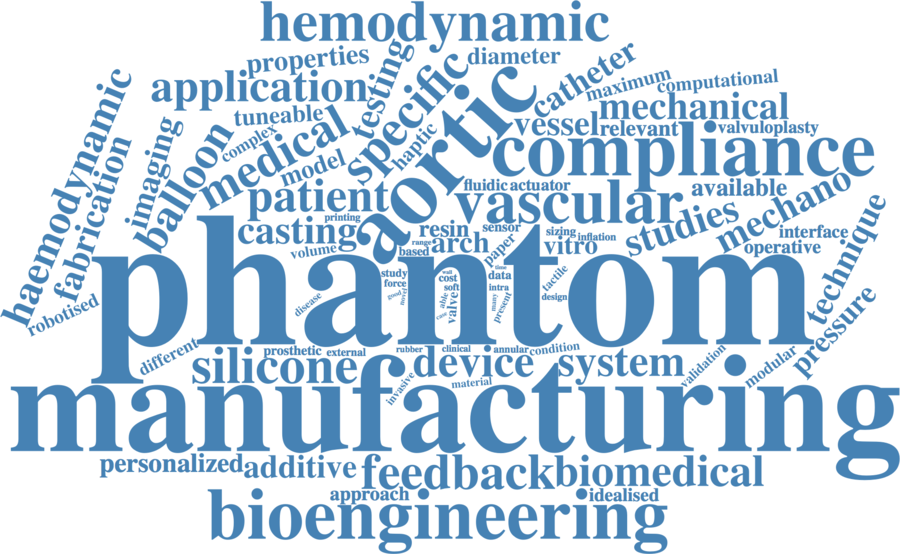 hemodynamic
properties
testing
diameter
catheter
maximum
computational
application
specific
aortic
mechanical
haemodynamic
fabrication
imaging
balloon
tuneable
complex
medical
model
haptic
vessel
relevant
valvuloplasty
compliance
patient
fluidic
actuator
available
vascular
studies
mechano
printing
casting
volume
based
range
resin
arch
sensor
paper
sizing
inflation
vitro
interface
operative
technique
pressure
robotised
phantom
disease
study
force
good
wall
cost
soft
able
valve
case
time
data
intra
many
present
tactile
design
different
silicone
prosthetic
external
rubber
clinical
annular
condition
device
system
invasive
material
validation
modular
manufacturing
personalized
additive
feedback
biomedical
approach
idealised
bioengineering